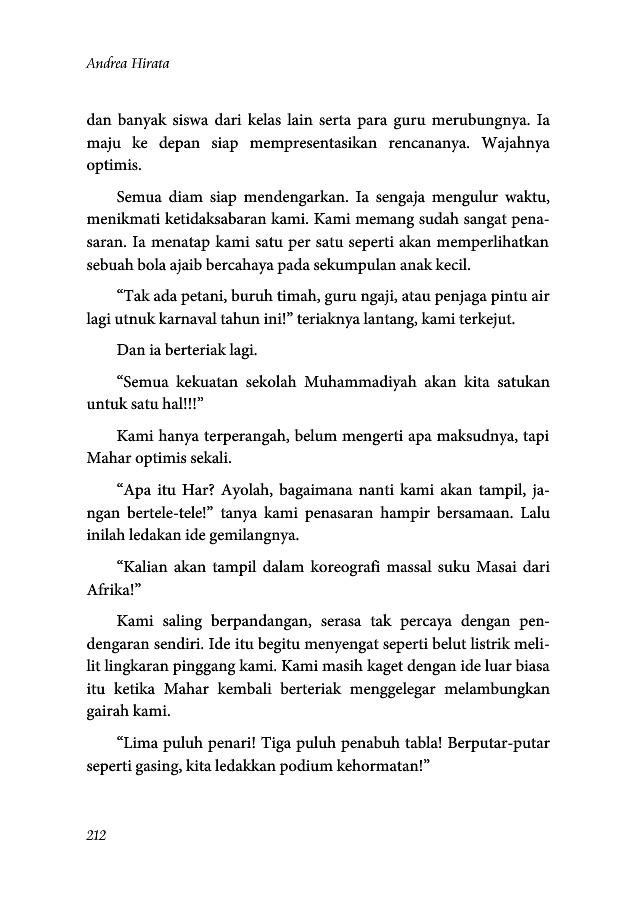 Andrea Hirata
dan banyak siswa dari kelas lain serta para guru merubungnya. Ia
maju ke depan siap mempresentasikan rencananya. Wajahnya
optimis.
Semua diam siap mendengarkan. Ia sengaja mengulur waktu,
menikmati ketidaksabaran kami. Kami memang sudah sangat pena-
saran. Ia menatap kami satu per satu seperti akan memperlihatkan
sebuah bola ajaib bercahaya pada sekumpulan anak kecil.
“Tak ada petani, buruh timah, guru ngaji, atau penjaga pintu air
lagi utnuk karnaval tahun ini!” teriaknya lantang, kami terkejut.
Dan ia berteriak lagi.
“Semua kekuatan sekolah Muhammadiyah akan kita satukan
untuk satu hal!!!”
Kami hanya terperangah, belum mengerti apa maksudnya, tapi
Mahar optimis sekali.
“Apa itu Har? Ayolah, bagaimana nanti kami akan tampil, ja-
ngan bertele-tele!” tanya kami penasaran hampir bersamaan. Lalu
inilah ledakan ide gemilangnya.
“Kalian akan tampil dalam koreografi massal suku Masai dari
Afrika!”
Kami saling berpandangan, serasa tak percaya dengan pen-
dengaran sendiri. Ide itu begitu menyengat seperti belut listrik meli-
lit lingkaran pinggang kami. Kami masih kaget dengan ide luar biasa
itu ketika Mahar kembali berteriak menggelegar melambungkan
gairah kami.
“Lima puluh penari! Tiga puluh penabuh tabla! Berputar-putar
seperti gasing, kita ledakkan podium kehormatan!”
212